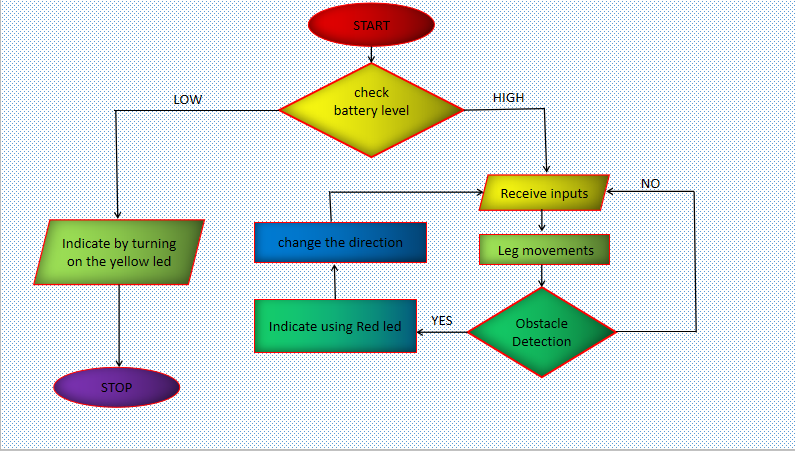 START
check
battery level
LOW
HIGH
Receive inputs
NO
Indicate by turning
on the yellow led
change the direction
Leg movements
Indicate using Red led
YES
Obstacle
Detection
STOP